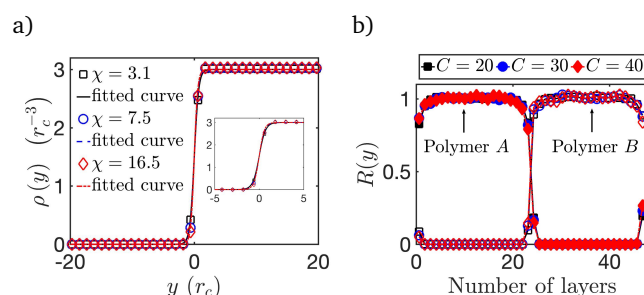 a)
b)
3
2
1
0
ρ(y) (r_c^{-3})
χ = 3.1
fitted curve
χ = 7.5
fitted curve
χ = 16.5
fitted curve
3
2
1
0
-5 0 5
-20 0 20
y (r_c)
C = 20 C = 30 C = 40
1
0.5
0
R(y)
Polymer A Polymer B
0 20 40
Number of layers